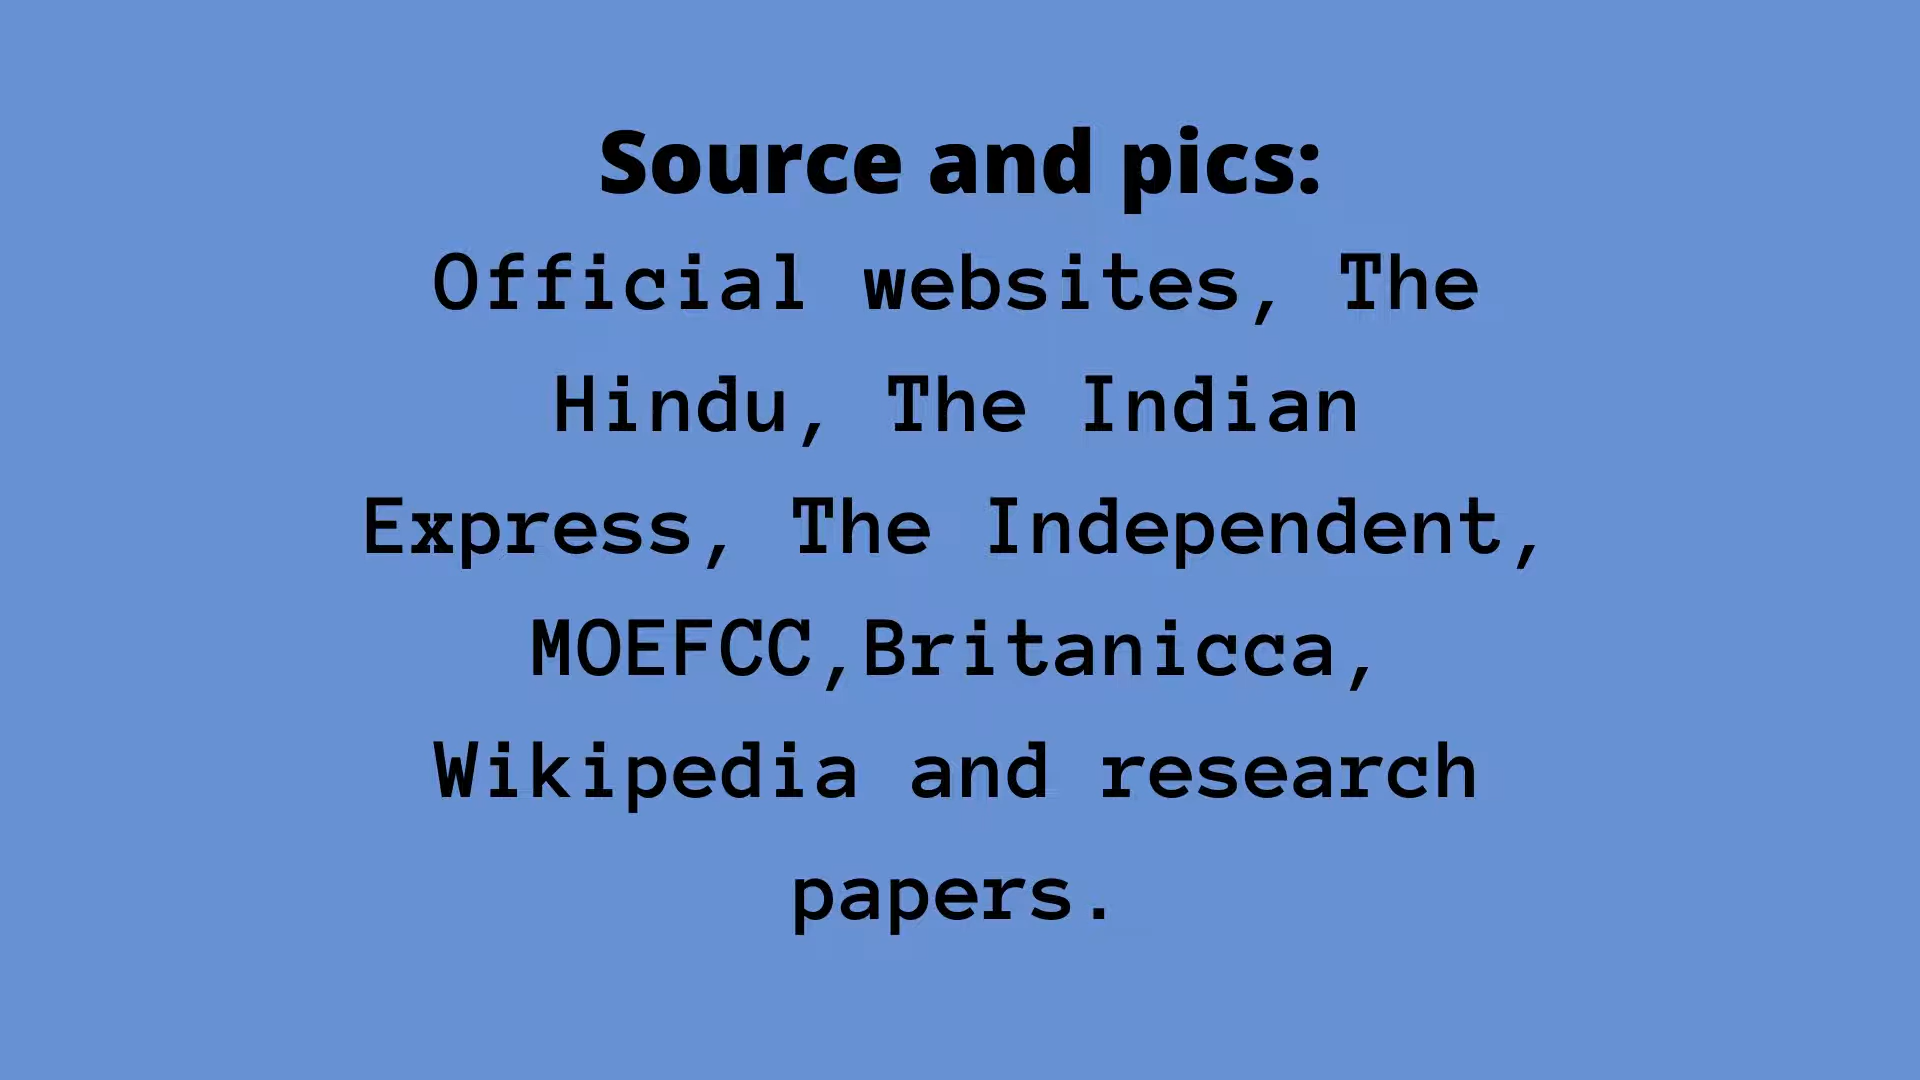 Source and pics:
Official websites, The
Hindu, The Indian
Express, The Independent,
MOEFCC,Britanicca,
Wikipedia and research
papers.